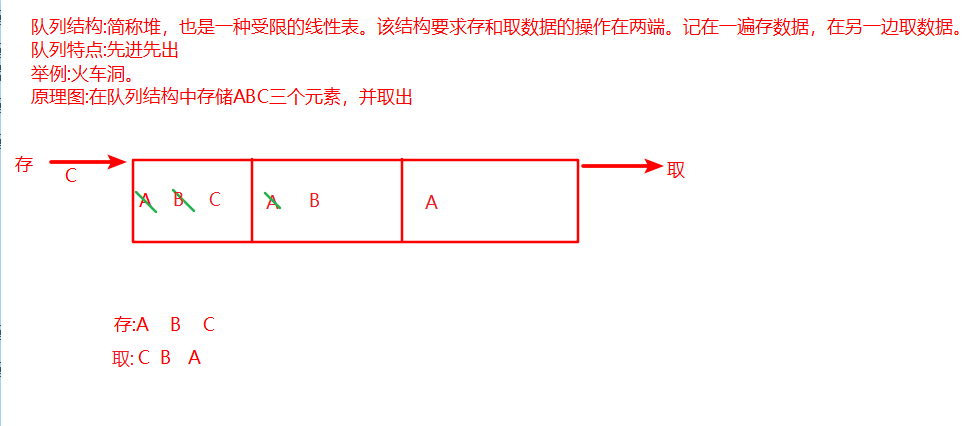 队列结构:简称堆，也是一种受限的线性表。该结构要求存和取数据的操作在两端。记在一遍存数据，在另一边取数据。
队列特点:先进先出
举例:火车洞。
原理图:在队列结构中存储ABC三个元素，并取出
存
C
取
A B C A B A
存:A B C
取: C B A